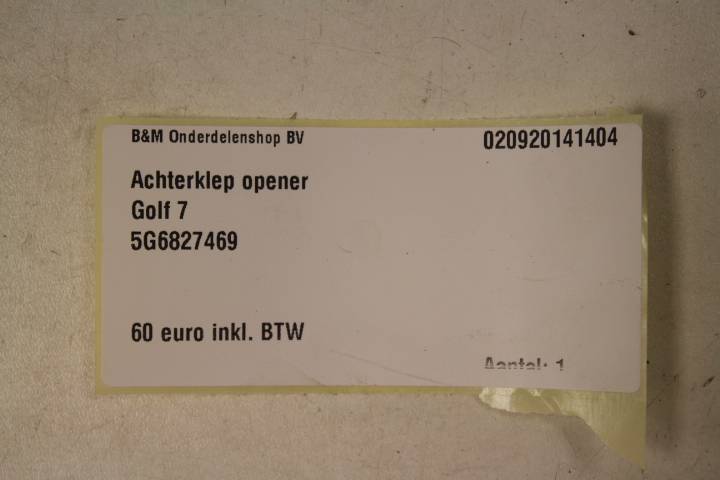 B&M Onderdelenshop BV
020920141404
Achterklep opener
Golf 7
5G6827469
60 euro inkl. BTW
Aantal: 1